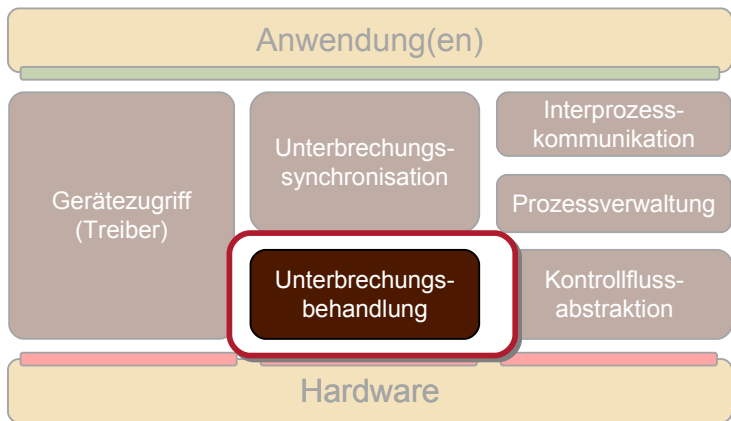 Anwendung(en)
Gerätezugriff
(Treiber)
Unterbrechungs-
synchronisation
Unterbrechungs-
behandlung
Interprozess-
kommunikation
Prozessverwaltung
Kontrollfluss-
abstraktion
Hardware